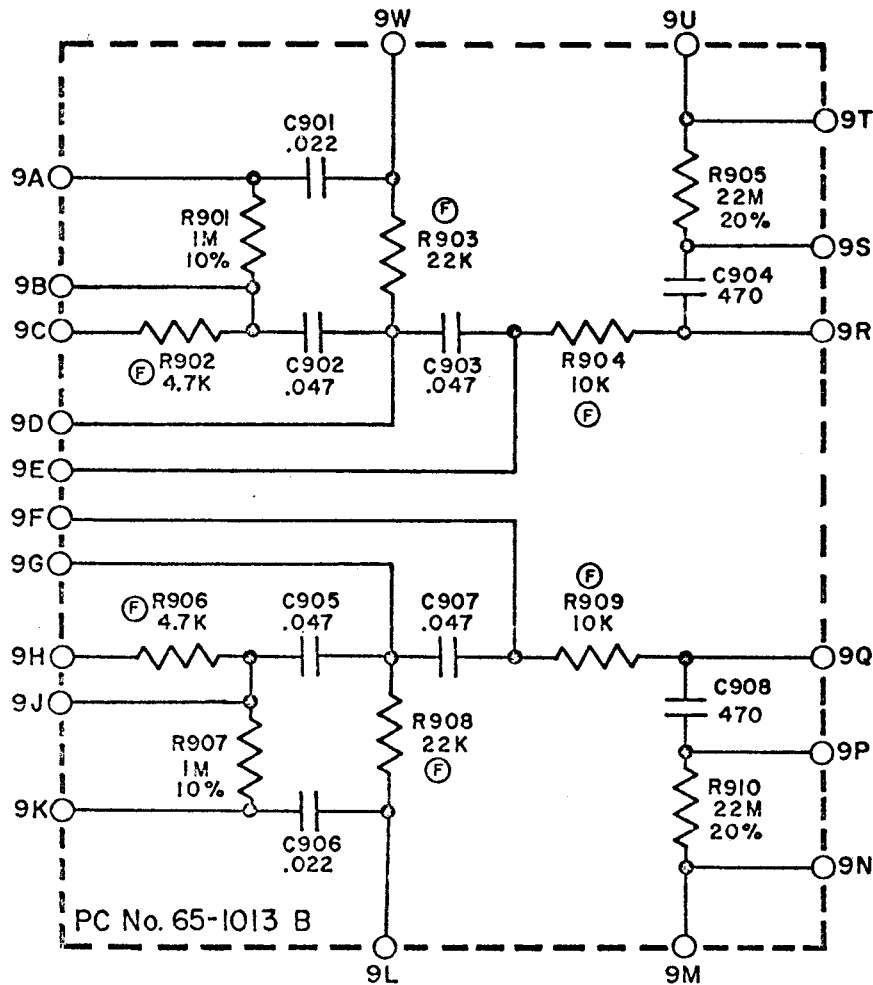 9W
9U
C901
.022
9T
9A
R901
1M
10%
F
R903
22K
R905
22M
20%
9S
9B
C904
470
9C
F R902
4.7K
C902
.047
C903
.047
R904
10K
F
9R
9D
9E
9F
9G
F R906
4.7K
C905
.047
C907
.047
F
R909
10K
9H
9Q
9J
C908
470
R907
1M
10%
R908
22K
F
9P
9K
C906
.022
R910
22M
20%
9N
PC No. 65-1013 B
9L
9M